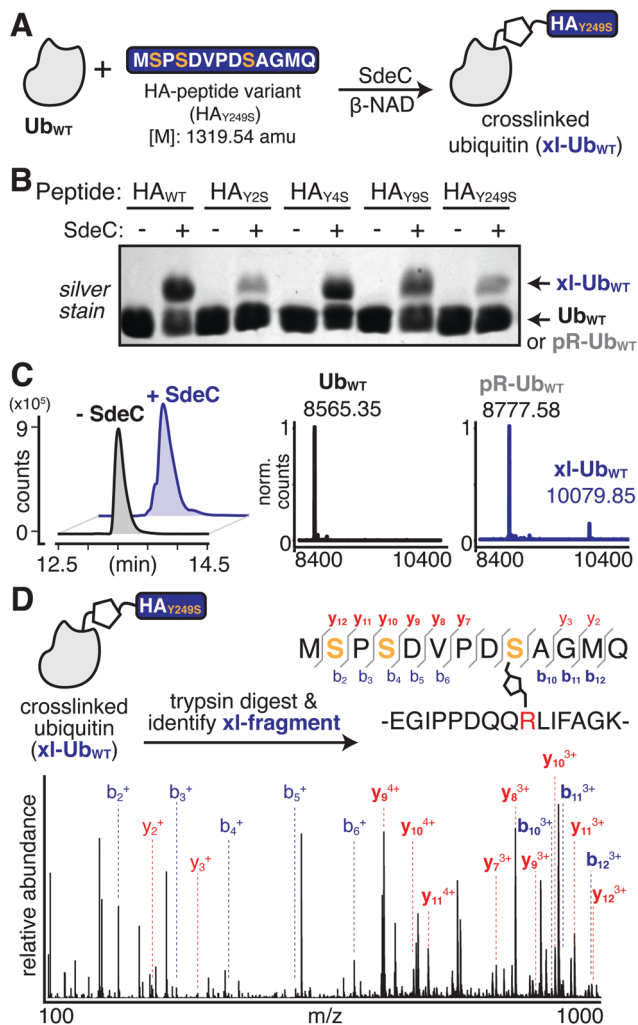 A
UbWT
+
MSPSDVPDSAGMQ
HA-peptide variant
(HAY249S)
[M]: 1319.54 amu
SdeC
β-NAD
HAY249S
crosslinked
ubiquitin (xl-UbWT)
B
Peptide: HAWT HAY2S HAY4S HAY9S HAY249S
SdeC: - + - + - + - + - +
silver
stain
xl-UbWT
UbWT
or pR-UbWT
C
(x10⁵)
9
counts
0
- SdeC
+ SdeC
12.5 (min) 14.5
UbWT
8565.35
1
norm.
counts
0
8400 10400
pR-UbWT
8777.58
xl-UbWT
10079.85
1
0
8400 10400
D
HAY249S
crosslinked
ubiquitin
(xl-UbWT)
trypsin digest &
identify xl-fragment
y12 y11 y10 y9 y8 y7 y3 y2
MSPSDVPDSAGMQ
b2 b3 b4 b5 b6 b10 b11 b12
-EGIPPDQQRLIFAGK-
relative abundance
b2⁺ b3⁺ b5⁺ y9⁴⁺ y8³⁺ y10³⁺ b11³⁺
y2⁺ b4⁺ b6⁺ y10⁴⁺ b10³⁺ y11³⁺
y3⁺ y7³⁺ y9³⁺ b12³⁺
y11⁴⁺ y12³⁺
100 m/z 1000